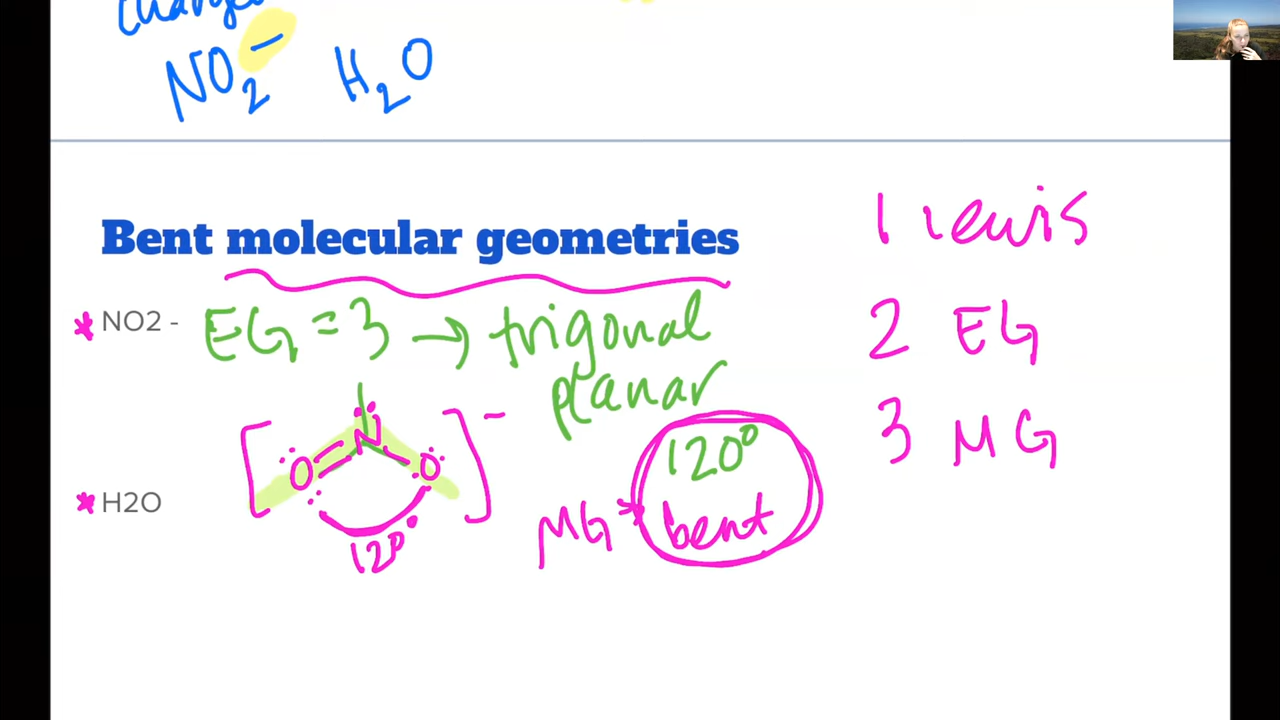 charged
NO2− H2O
Bent molecular geometries
1 Lewis
NO2 - EG = 3 → trigonal
planar
2 EG
[O=N-O]−
120°
3 MG
H2O
120°
MG → bent